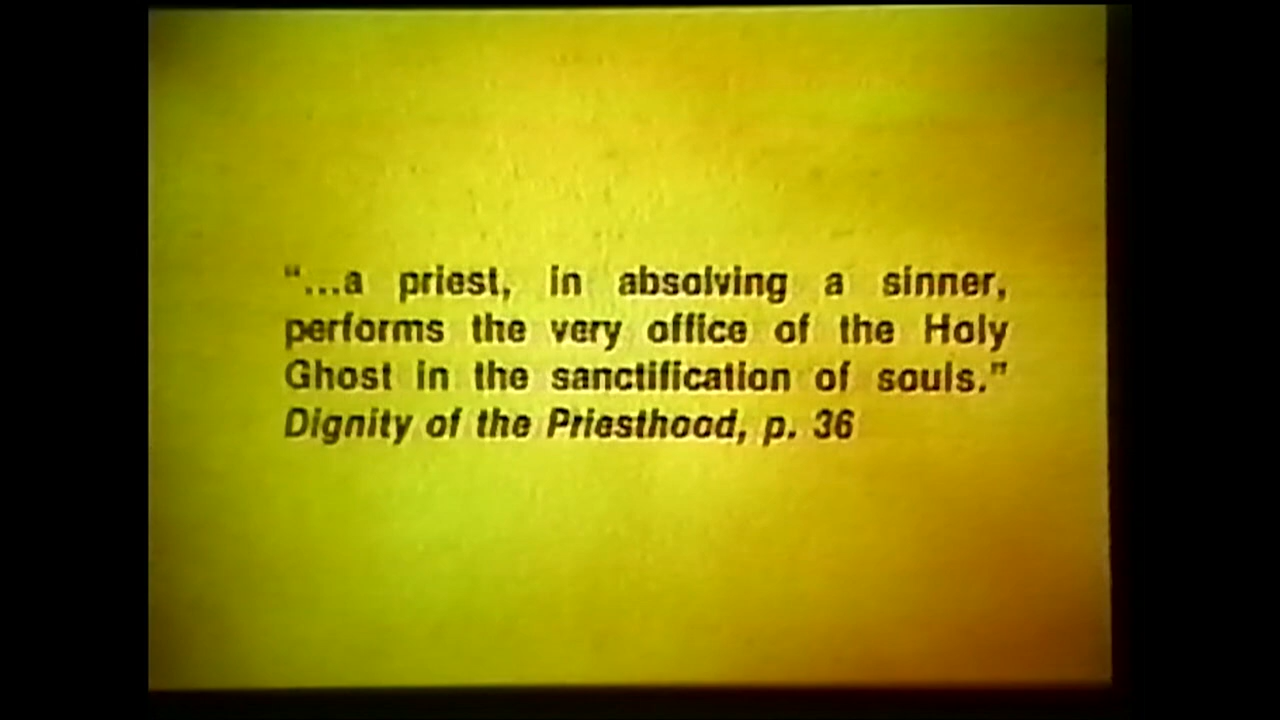 "...a priest, in absolving a sinner,
performs the very office of the Holy
Ghost in the sanctification of souls."
Dignity of the Priesthood, p. 36